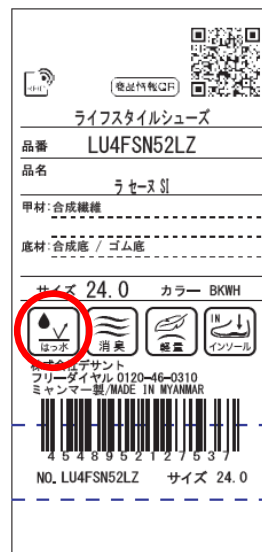 商品情報QR
ライフスタイルシューズ
品番 LU4FSN52LZ
品名
ラ セーヌ SI
甲材:合成繊維
底材:合成底 / ゴム底
サイズ 24.0 カラー BKWH
はっ水 消臭 軽量 IN インソール
株式会社デサント
フリーダイヤル 0120-46-0310
ミャンマー製/MADE IN MYANMAR
4548952127537
NO. LU4FSN52LZ サイズ 24.0